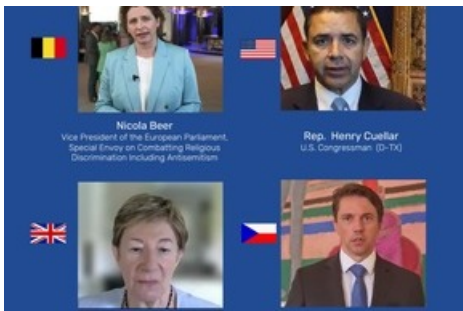 Nicola Beer
Vice President of the European Parliament,
Special Envoy on Combatting Religious
Discrimination Including Antisemitism
Rep. Henry Cuellar
U.S. Congressman (D-TX)